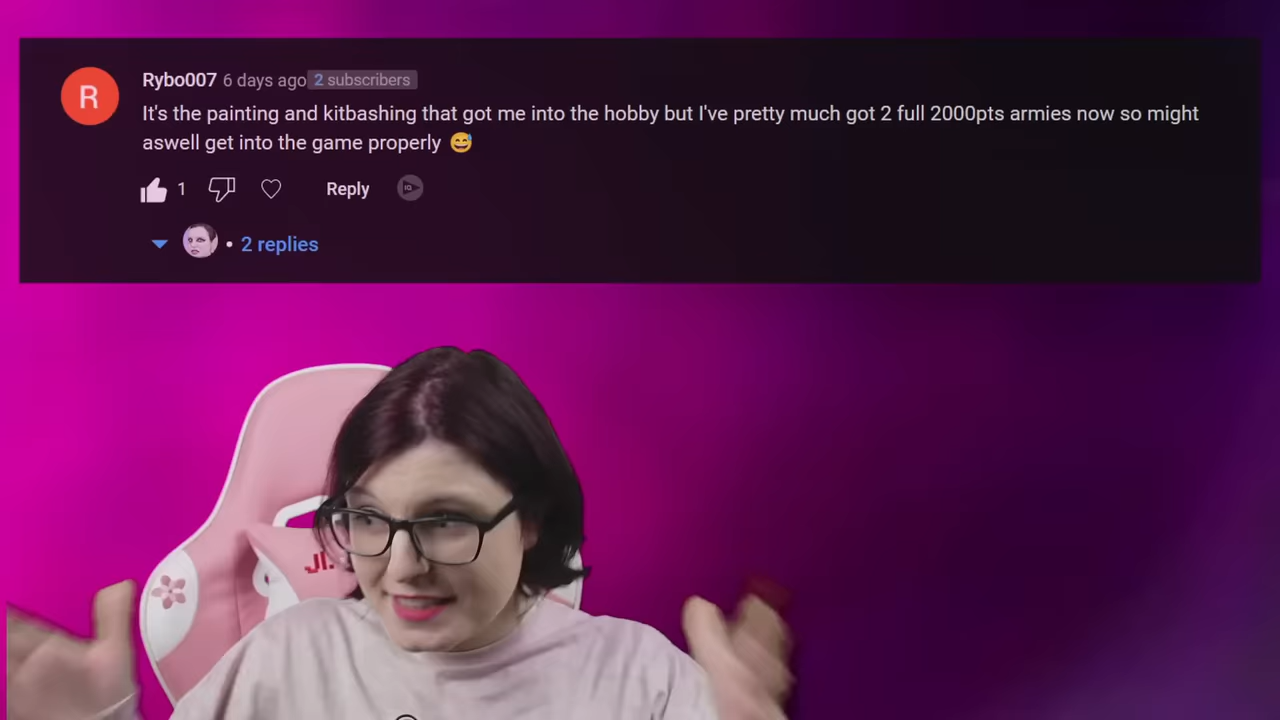 R
Rybo007 6 days ago 2 subscribers
It's the painting and kitbashing that got me into the hobby but I've pretty much got 2 full 2000pts armies now so might
aswell get into the game properly 😅
1 Reply IQ
• 2 replies